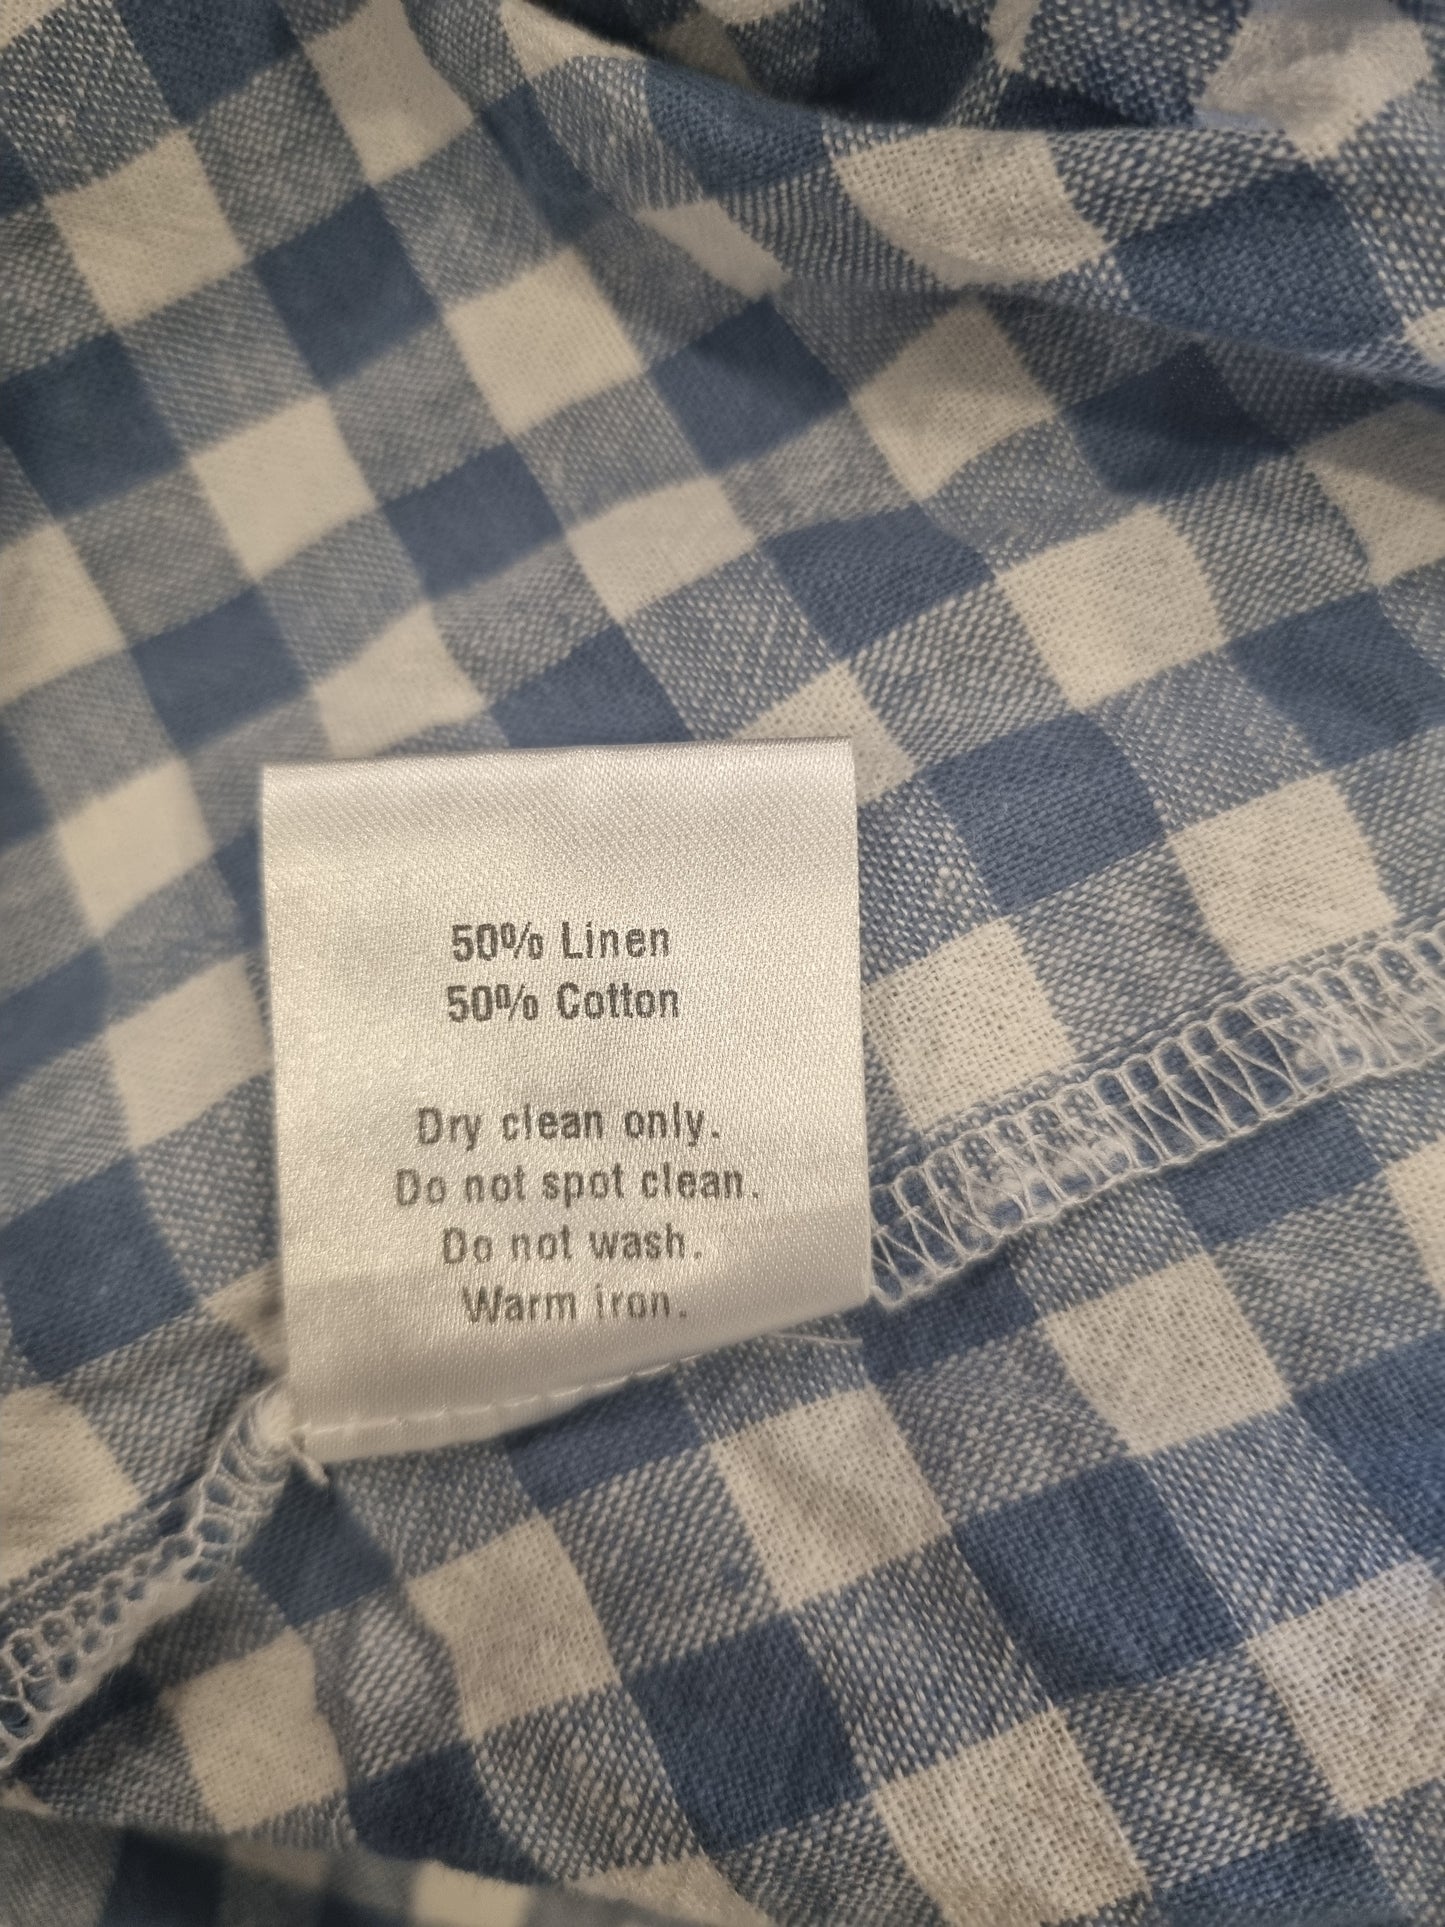 50% Linen
50% Cotton
Dry clean only.
Do not spot clean.
Do not wash.
Warm iron.